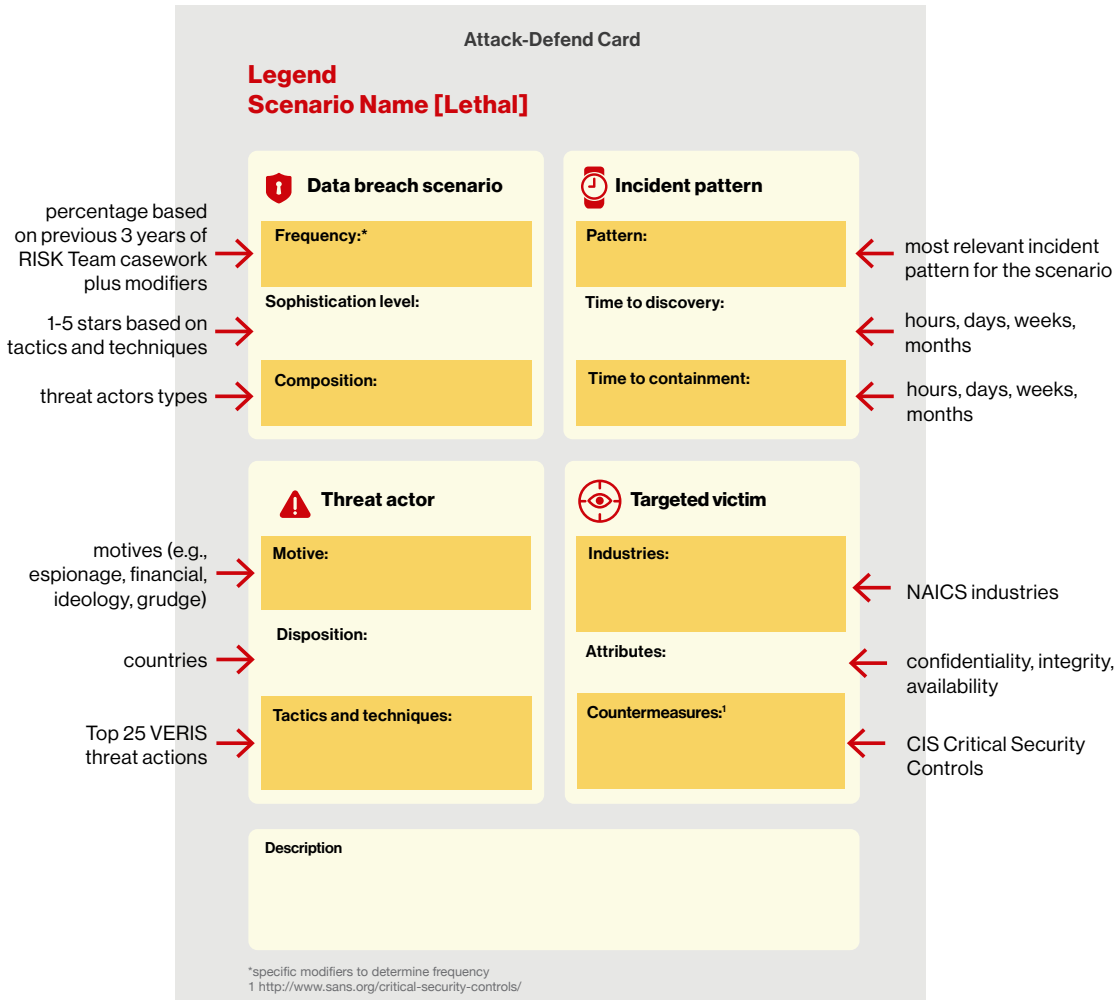 Attack-Defend Card
Legend
Scenario Name [Lethal]
Data breach scenario
percentage based
on previous 3 years of
RISK Team casework
plus modifiers
Frequency:*
1-5 stars based on
tactics and techniques
Sophistication level:
threat actors types
Composition:
Incident pattern
Pattern:
most relevant incident
pattern for the scenario
Time to discovery:
hours, days, weeks,
months
Time to containment:
hours, days, weeks,
months
Threat actor
motives (e.g.,
espionage, financial,
ideology, grudge)
Motive:
countries
Disposition:
Top 25 VERIS
threat actions
Tactics and techniques:
Targeted victim
Industries:
NAICS industries
Attributes:
confidentiality, integrity,
availability
Countermeasures:¹
CIS Critical Security
Controls
Description
*specific modifiers to determine frequency
1 http://www.sans.org/critical-security-controls/